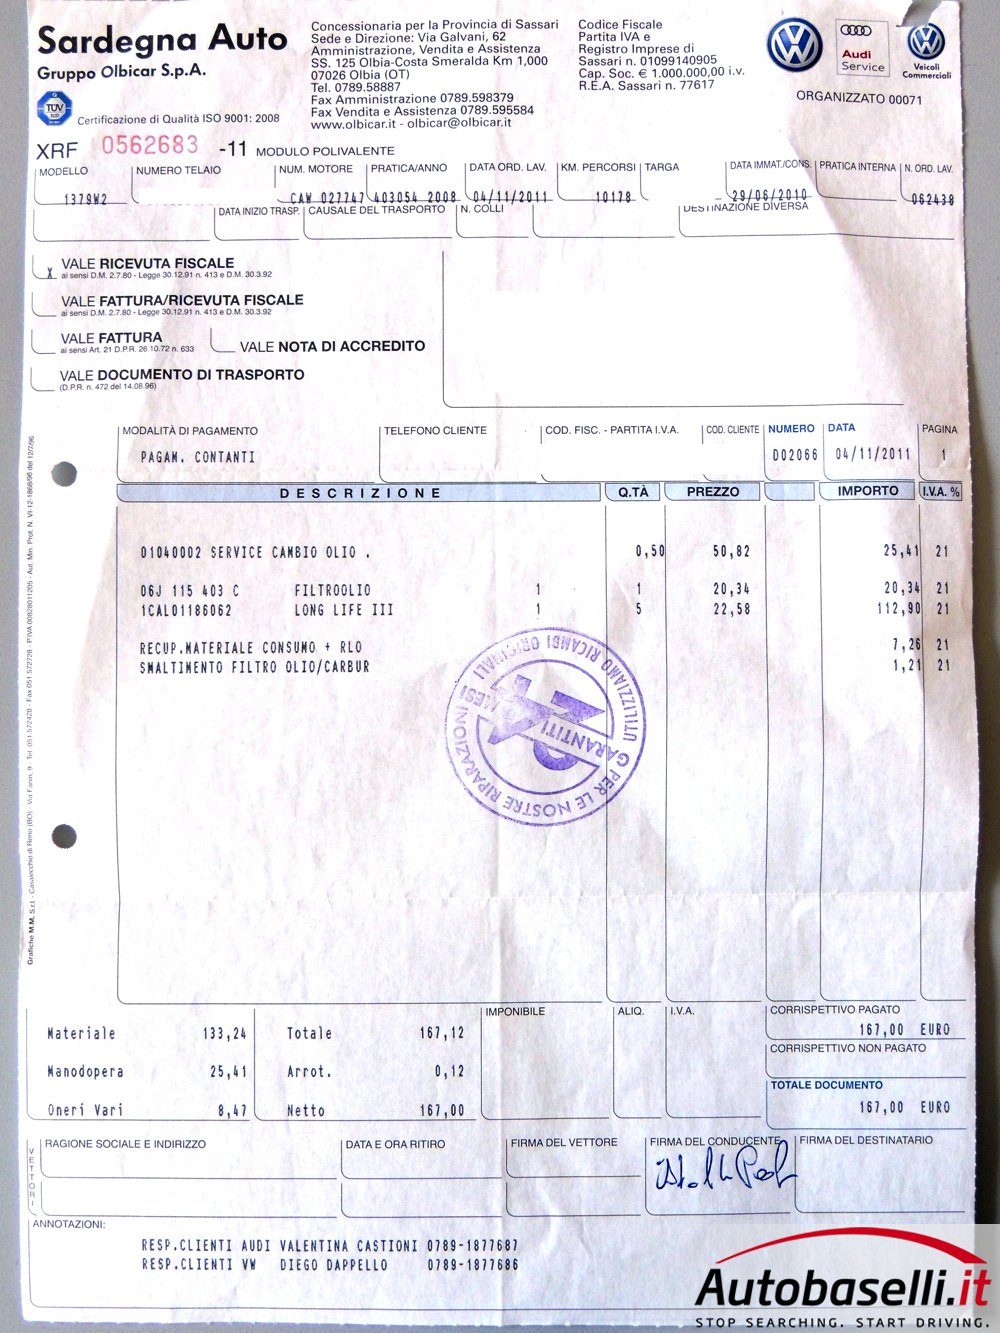 Sardegna Auto
Gruppo Olbicar S.p.A.
TÜV
SÜD
Certificazione di Qualità ISO 9001: 2008
Concessionaria per la Provincia di Sassari
Sede e Direzione: Via Galvani, 62
Amministrazione, Vendita e Assistenza
SS. 125 Olbia-Costa Smeralda Km 1,000
07026 Olbia (OT)
Tel. 0789.58887
Fax Amministrazione 0789.598379
Fax Vendita e Assistenza 0789.595584
www.olbicar.it - olbicar@olbicar.it
Codice Fiscale
Partita IVA e
Registro Imprese di
Sassari n. 01099140905
Cap. Soc. € 1.000.000,00 i.v.
R.E.A. Sassari n. 77617
Audi
Service
Veicoli
Commerciali
ORGANIZZATO 00071
XRF 0562683 -11 MODULO POLIVALENTE
MODELLO
NUMERO TELAIO
NUM. MOTORE
PRATICA/ANNO
DATA ORD. LAV.
KM. PERCORSI
TARGA
DATA IMMAT./CONS.
PRATICA INTERNA
N. ORD. LAV.
1379W2
CAW 027747
403054 2008
04/11/2011
10178
29/06/2010
062438
DATA INIZIO TRASP.
CAUSALE DEL TRASPORTO
N. COLLI
DESTINAZIONE DIVERSA
X VALE RICEVUTA FISCALE
ai sensi D.M. 2.7.80 - Legge 30.12.91 n. 413 e D.M. 30.3.92
VALE FATTURA/RICEVUTA FISCALE
ai sensi D.M. 2.7.80 - Legge 30.12.91 n. 413 e D.M. 30.3.92
VALE FATTURA
ai sensi Art. 21 D.P.R. 26.10.72 n. 633
VALE NOTA DI ACCREDITO
VALE DOCUMENTO DI TRASPORTO
(D.P.R. n. 472 del 14.08.96)
MODALITÀ DI PAGAMENTO
TELEFONO CLIENTE
COD. FISC. - PARTITA I.V.A.
COD. CLIENTE
NUMERO
DATA
PAGINA
PAGAM. CONTANTI
D02066
04/11/2011
1
DESCRIZIONE
Q.TÀ
PREZZO
IMPORTO
I.V.A. %
01040002 SERVICE CAMBIO OLIO . 0,50 50,82 25,41 21
06J 115 403 C FILTROOLIO 1 1 20,34 20,34 21
1CAL01186062 LONG LIFE III 1 5 22,58 112,90 21
RECUP.MATERIALE CONSUMO + RLO 7,26 21
SMALTIMENTO FILTRO OLIO/CARBUR 1,21 21
UTILIZZIAMO RICAMBI ORIGINALI
PER LE NOSTRE RIPARAZIONI
GARANTITI
MESI
Materiale 133,24
Manodopera 25,41
Oneri Vari 8,47
Totale 167,12
Arrot. 0,12
Netto 167,00
IMPONIBILE
ALIQ.
I.V.A.
CORRISPETTIVO PAGATO
167,00 EURO
CORRISPETTIVO NON PAGATO
TOTALE DOCUMENTO
167,00 EURO
VETTORI
RAGIONE SOCIALE E INDIRIZZO
DATA E ORA RITIRO
FIRMA DEL VETTORE
FIRMA DEL CONDUCENTE
FIRMA DEL DESTINATARIO
ANNOTAZIONI:
RESP.CLIENTI AUDI VALENTINA CASTIONI 0789-1877687
RESP.CLIENTI VW DIEGO DAPPELLO 0789-1877686
Autobaselli.it
STOP SEARCHING. START DRIVING.